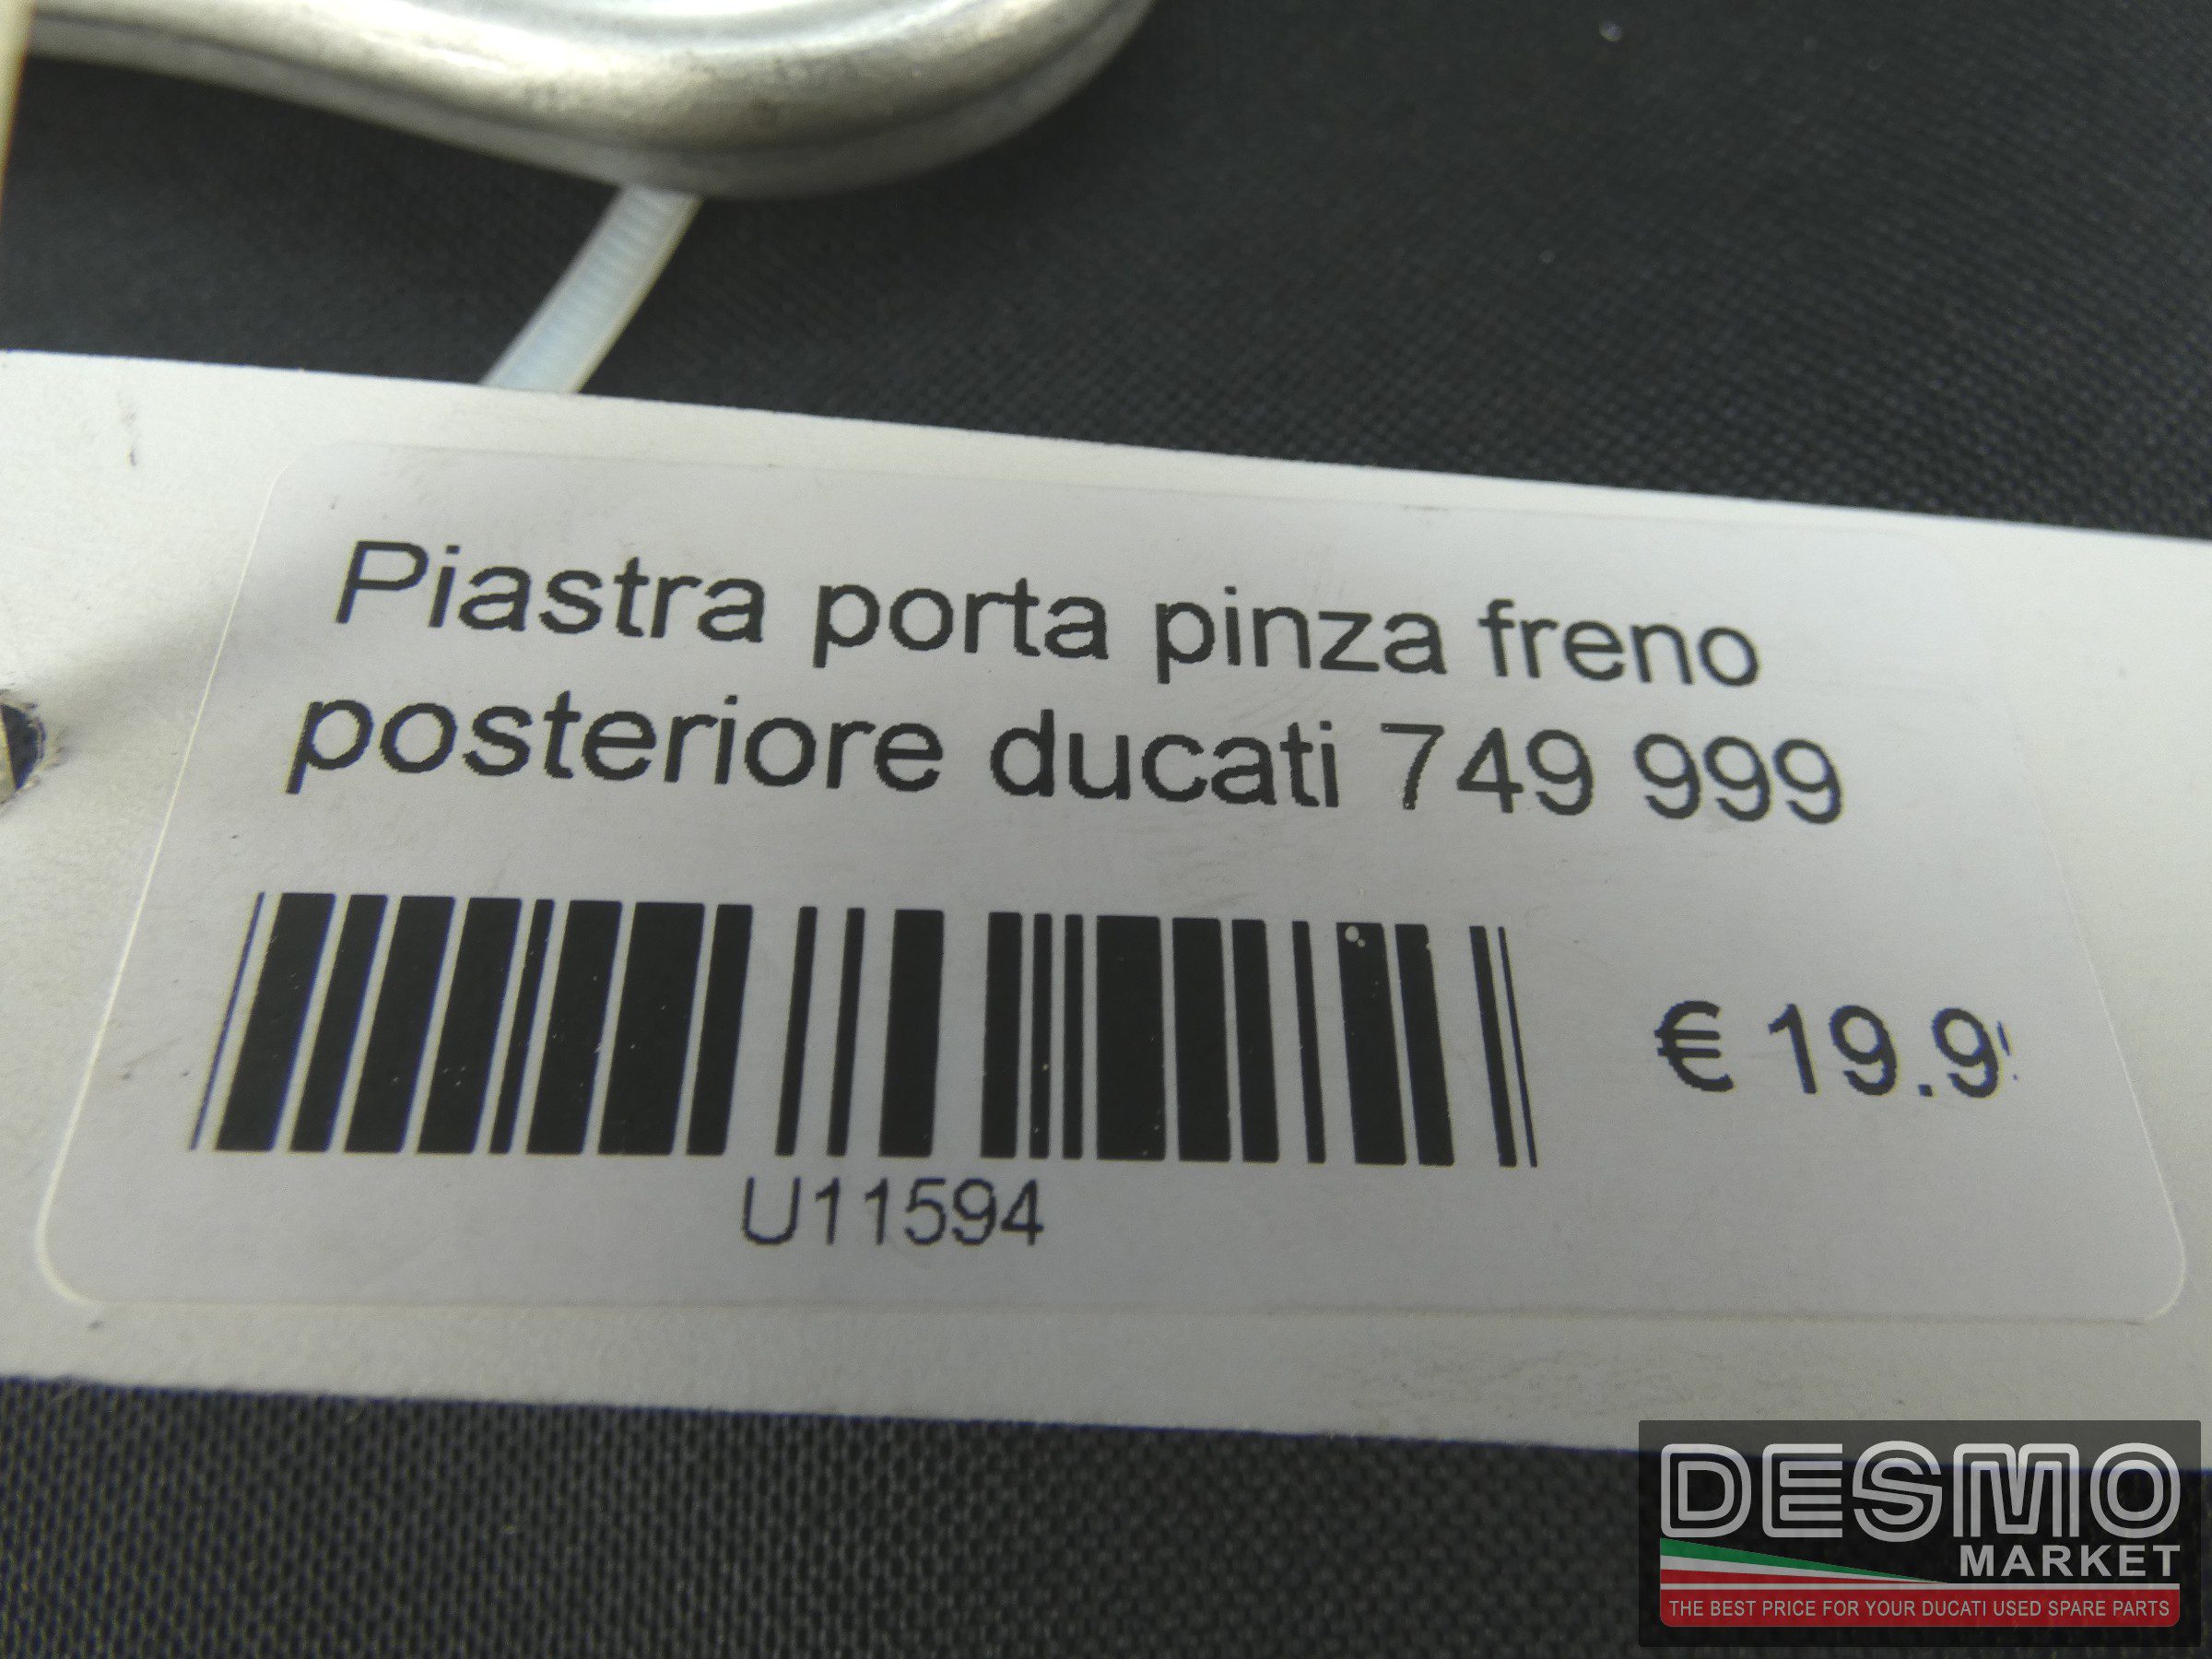 Piastra porta pinza freno
posteriore ducati 749 999
€ 19.9
U11594
DESMO
MARKET
THE BEST PRICE FOR YOUR DUCATI USED SPARE PARTS